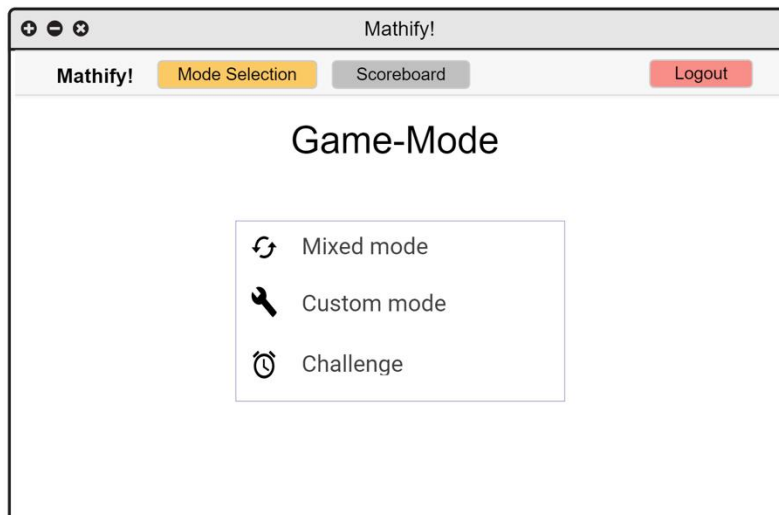 Mathify!
Mathify! Mode Selection Scoreboard Logout
Game-Mode
Mixed mode
Custom mode
Challenge